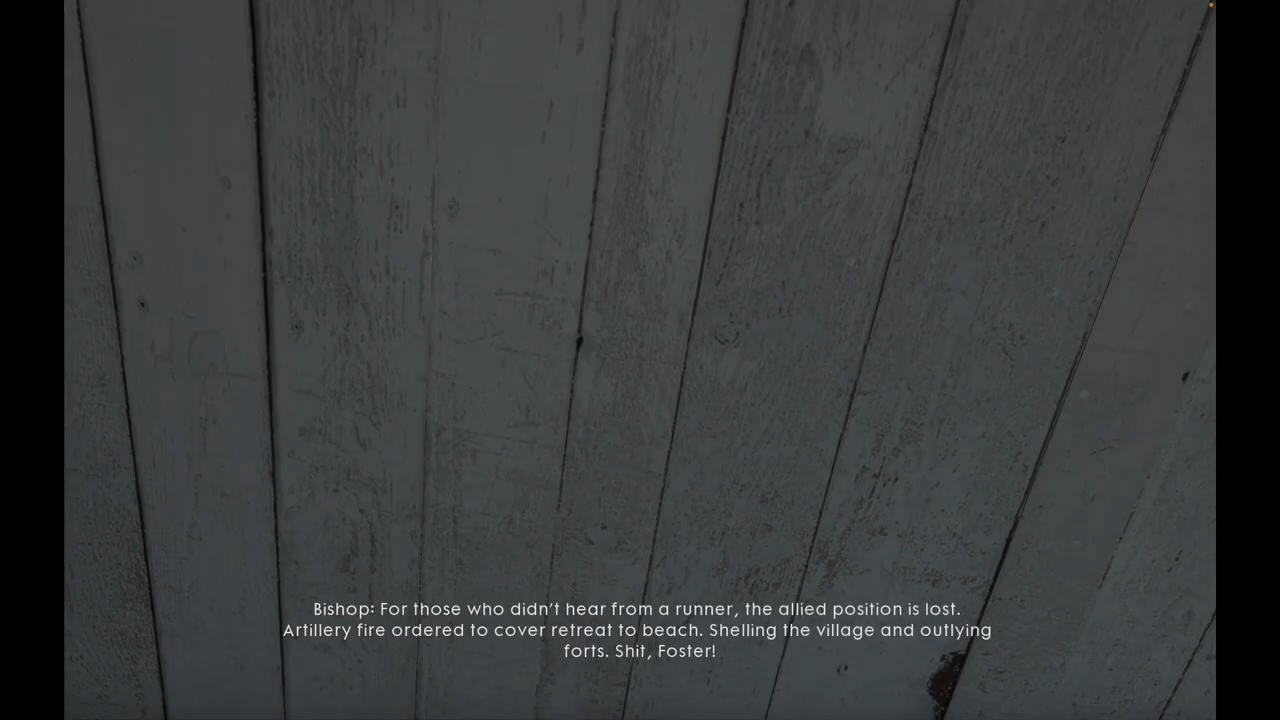 Bishop: For those who didn't hear from a runner, the allied position is lost.
Artillery fire ordered to cover retreat to beach. Shelling the village and outlying
forts. Shit, Foster!